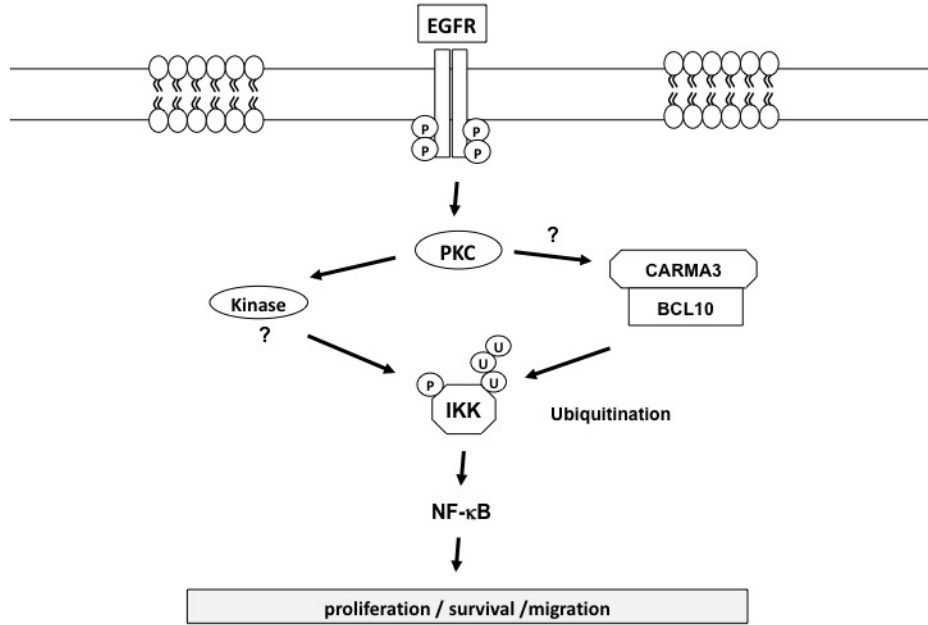 EGFR
P
P
P
P
PKC
?
CARMA3
BCL10
Kinase
?
U
U
U
P
IKK
Ubiquitination
NF-κB
proliferation / survival /migration